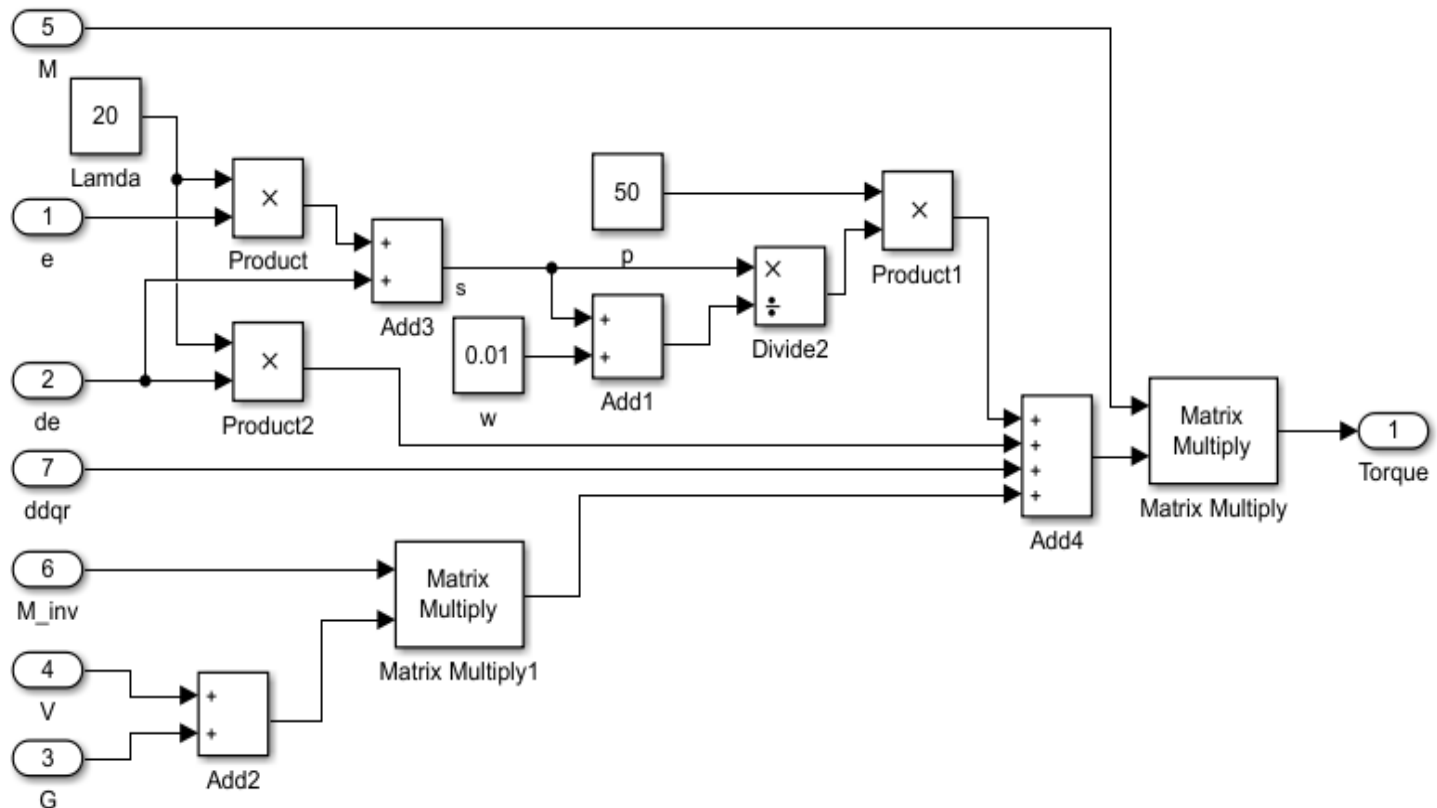 5
M
20
Lamda
×
Product
1
e
50
p
×
Product1
+
+
Add3
s
×
÷
Divide2
0.01
w
+
+
Add1
2
de
×
Product2
7
ddqr
+
+
+
+
Add4
Matrix
Multiply
Matrix Multiply
1
Torque
6
M_inv
Matrix
Multiply
Matrix Multiply1
4
V
3
G
+
+
Add2